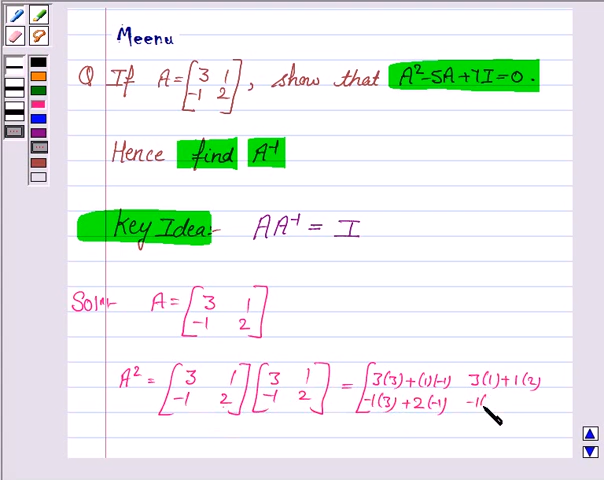 Meenu
Q If A = [3 1 -1 2], show that A²-5A+7I=0.
Hence find A⁻¹
Key Idea:- AA⁻¹ = I
Sol:- A = [3 1 -1 2]
A² = [3 1 -1 2] [3 1 -1 2] = [3(3)+(1)(-1) 3(1)+1(2)
-1(3)+2(-1) -1(